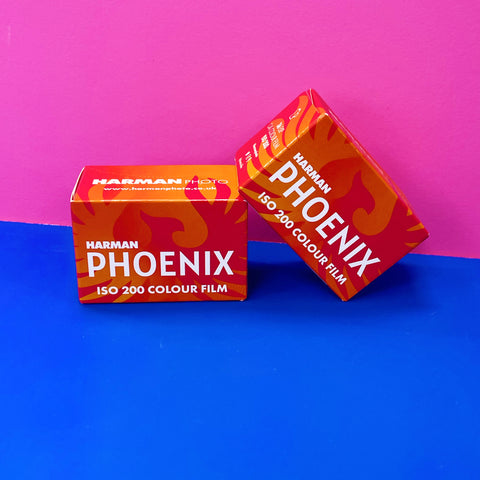 HARMAN PHOTO
www.harmanphoto.co.uk
HARMAN
PHOENIX
ISO 200 COLOUR FILM
HARMAN
PHOENIX
ISO 200 COLOUR FILM